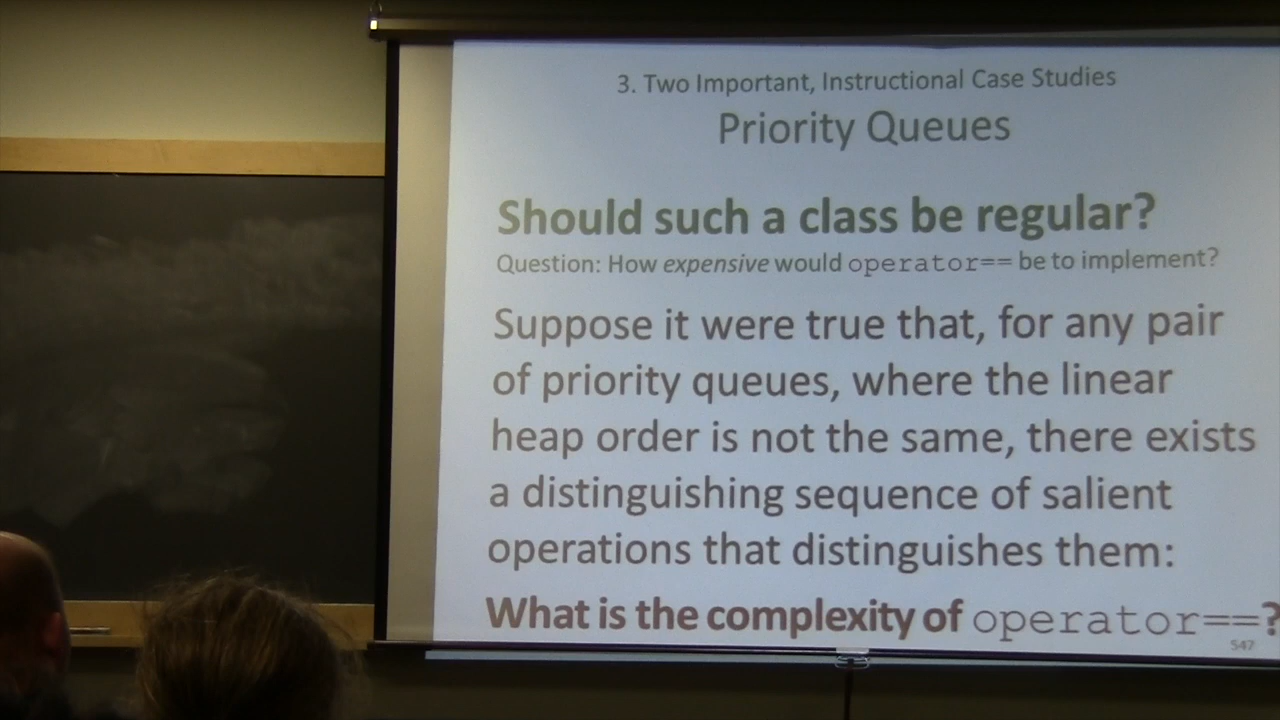 3. Two Important, Instructional Case Studies
Priority Queues
Should such a class be regular?
Question: How expensive would operator== be to implement?
Suppose it were true that, for any pair
of priority queues, where the linear
heap order is not the same, there exists
a distinguishing sequence of salient
operations that distinguishes them:
What is the complexity of operator==?
547